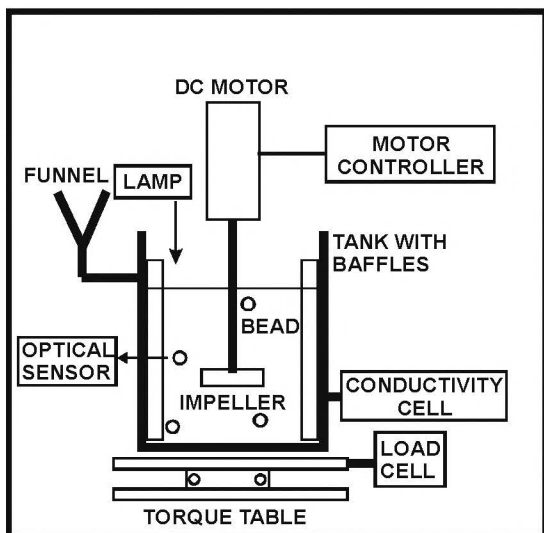 DC MOTOR
MOTOR
CONTROLLER
FUNNEL
LAMP
TANK WITH
BAFFLES
BEAD
OPTICAL
SENSOR
IMPELLER
CONDUCTIVITY
CELL
LOAD
CELL
TORQUE TABLE